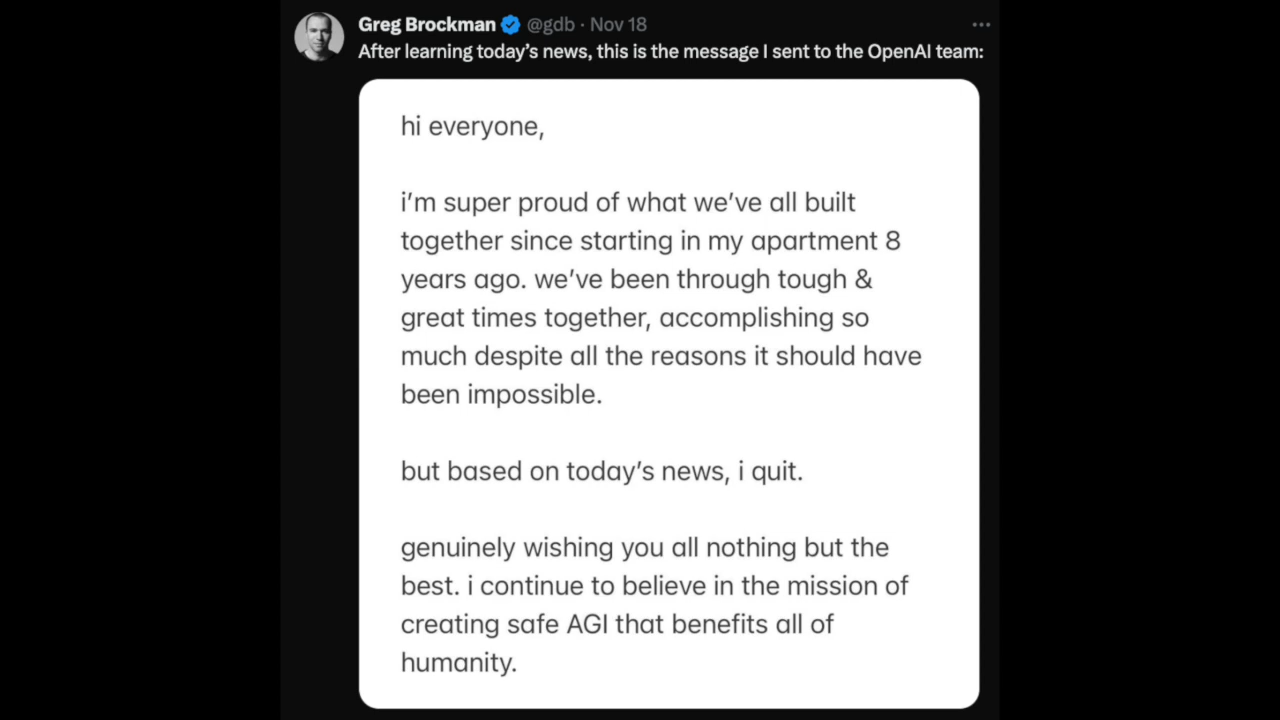 Greg Brockman @gdb · Nov 18
After learning today’s news, this is the message I sent to the OpenAI team:
hi everyone,
i’m super proud of what we’ve all built
together since starting in my apartment 8
years ago. we’ve been through tough &
great times together, accomplishing so
much despite all the reasons it should have
been impossible.
but based on today’s news, i quit.
genuinely wishing you all nothing but the
best. i continue to believe in the mission of
creating safe AGI that benefits all of
humanity.